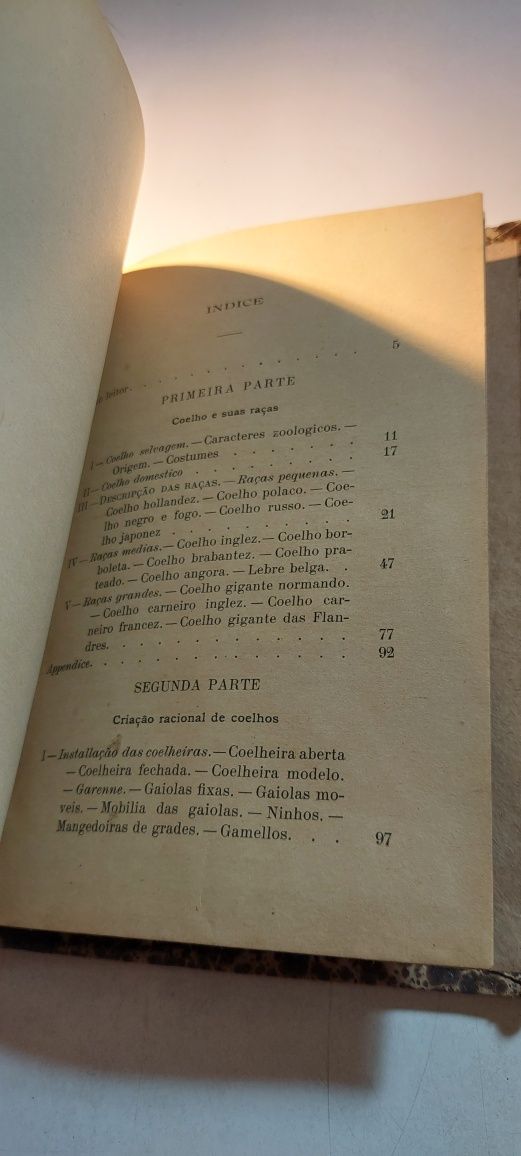 INDICE
leitor. . . . . . . . . . . . . 5
PRIMEIRA PARTE
Coelho e suas raças
I—Coelho selvagem.—Caracteres zoologicos.—
Origem.—Costumes . . . . . . . 11
II—Coelho domestico . . . . . . . . 17
III—DESCRIPÇÃO DAS RAÇAS.—Raças pequenas.—
Coelho hollandez.—Coelho polaco.—Coe-
lho negro e fogo.—Coelho russo.—Coe-
lho japonez . . . . . . . . . 21
IV—Raças medias.—Coelho inglez.—Coelho bor-
boleta.—Coelho brabantez.—Coelho pra-
teado.—Coelho angora.—Lebre belga. . 47
V—Raças grandes.—Coelho gigante normando.
—Coelho carneiro inglez.—Coelho car-
neiro francez.—Coelho gigante das Flan-
dres. . . . . . . . . . . . . 77
Appendice. . . . . . . . . . . . . 92
SEGUNDA PARTE
Criação racional de coelhos
I—Installação das coelheiras.—Coelheira aberta
—Coelheira fechada.—Coelheira modelo.
—Garenne.—Gaiolas fixas.—Gaiolas mo-
veis.—Mobilia das gaiolas.—Ninhos.—
Mangedoiras de grades.—Gamellos. . . 97